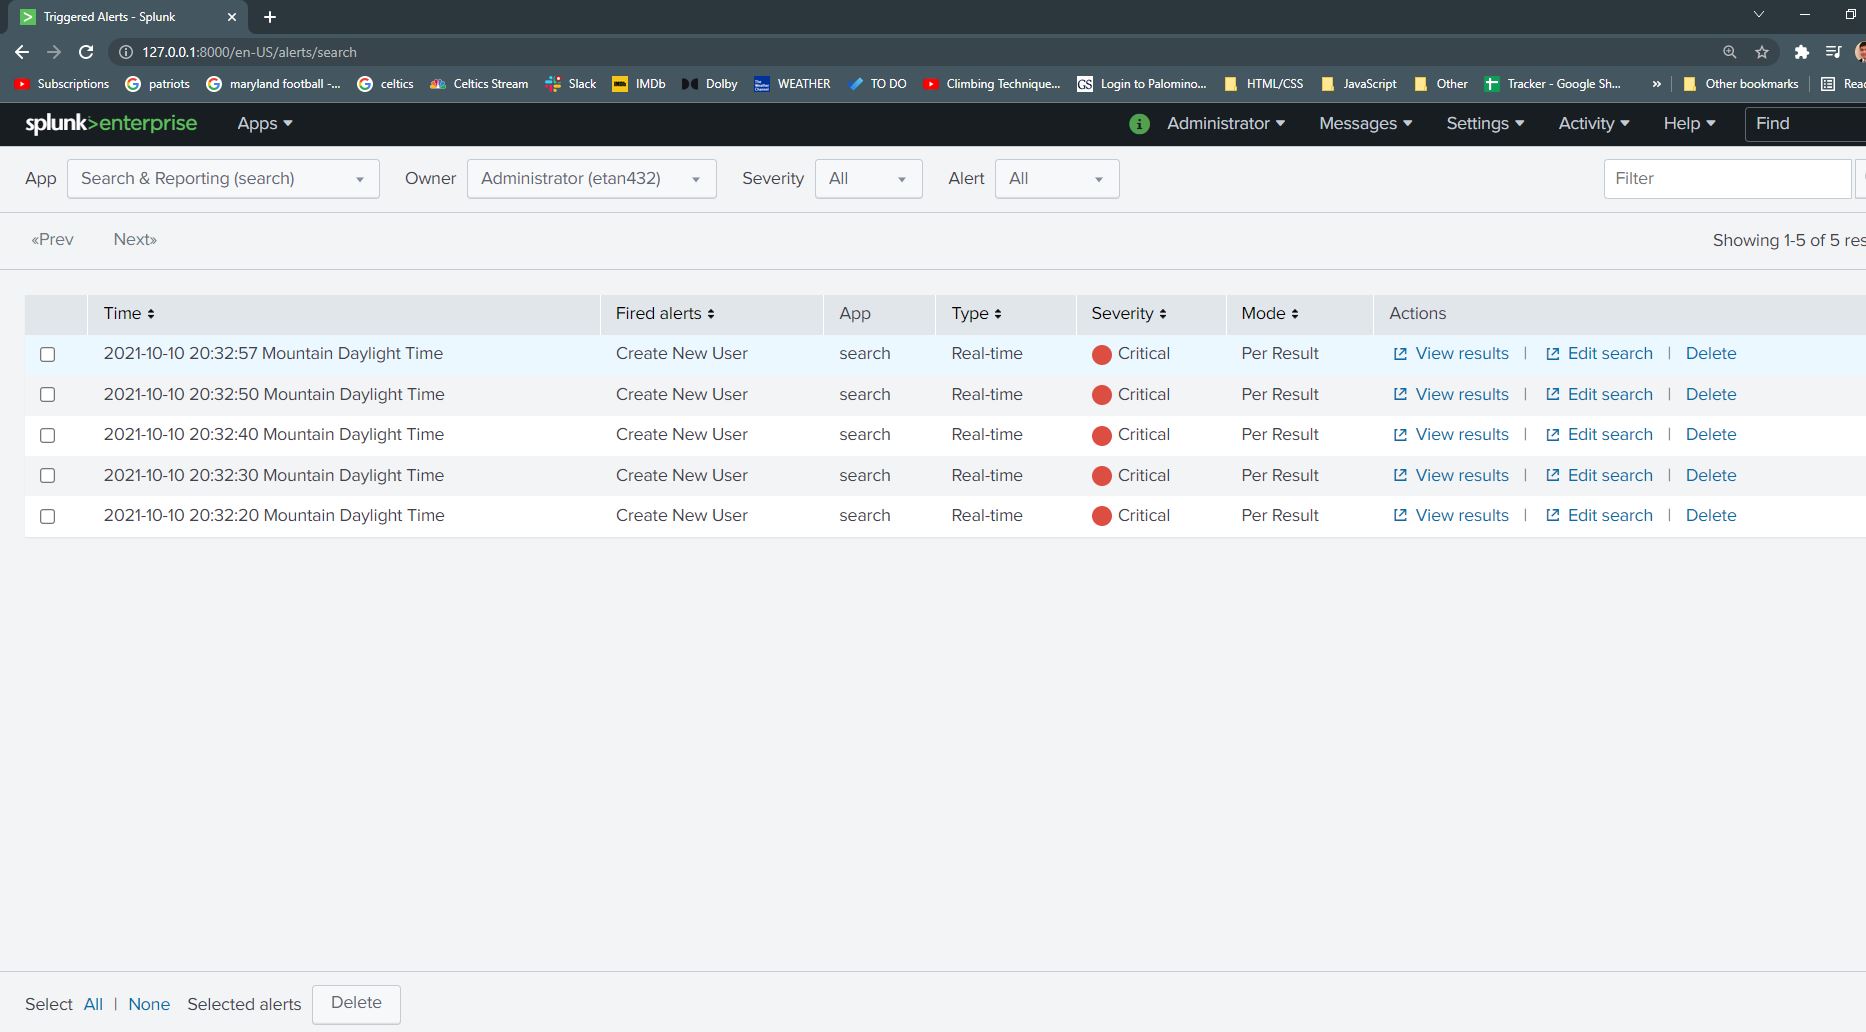 Triggered Alerts - Splunk
127.0.0.1:8000/en-US/alerts/search
Subscriptions patriots maryland football -... celtics Celtics Stream Slack IMDb Dolby WEATHER TO DO Climbing Technique... GS Login to Palomino... HTML/CSS JavaScript Other Tracker - Google Sh... » Other bookmarks Reac
splunk>enterprise Apps i Administrator Messages Settings Activity Help Find
App Search & Reporting (search) Owner Administrator (etan432) Severity All Alert All Filter
«Prev Next» Showing 1-5 of 5 res
Time Fired alerts App Type Severity Mode Actions
2021-10-10 20:32:57 Mountain Daylight Time Create New User search Real-time Critical Per Result View results | Edit search | Delete
2021-10-10 20:32:50 Mountain Daylight Time Create New User search Real-time Critical Per Result View results | Edit search | Delete
2021-10-10 20:32:40 Mountain Daylight Time Create New User search Real-time Critical Per Result View results | Edit search | Delete
2021-10-10 20:32:30 Mountain Daylight Time Create New User search Real-time Critical Per Result View results | Edit search | Delete
2021-10-10 20:32:20 Mountain Daylight Time Create New User search Real-time Critical Per Result View results | Edit search | Delete
Select All | None Selected alerts Delete